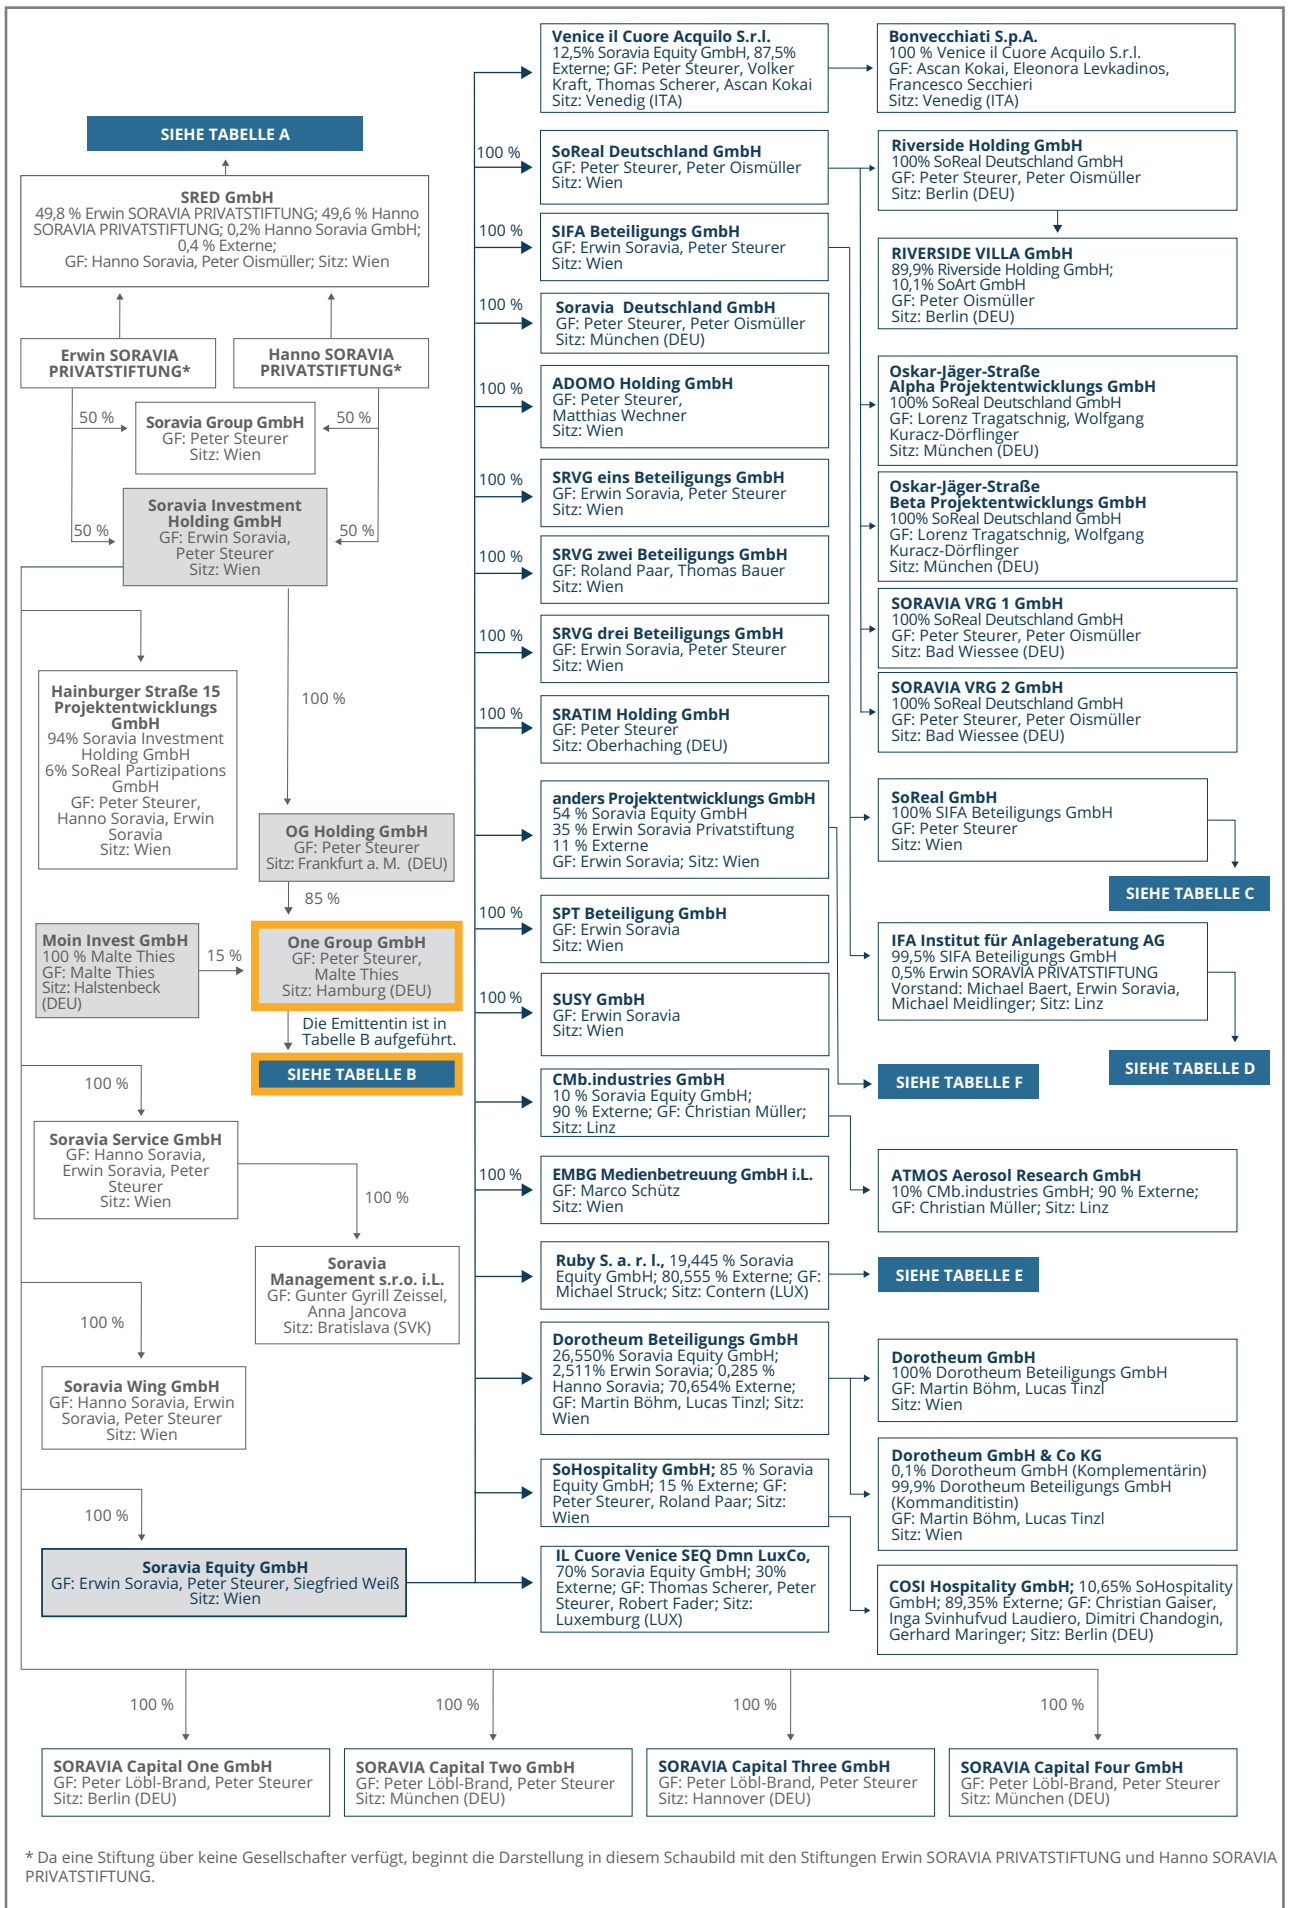 SIEHE TABELLE A
SRED GmbH
49,8 % Erwin SORAVIA PRIVATSTIFTUNG; 49,6 % Hanno
SORAVIA PRIVATSTIFTUNG; 0,2% Hanno Soravia GmbH;
0,4 % Externe;
GF: Hanno Soravia, Peter Oismüller; Sitz: Wien
Erwin SORAVIA
PRIVATSTIFTUNG*
Hanno SORAVIA
PRIVATSTIFTUNG*
50 %
Soravia Group GmbH
GF: Peter Steurer
Sitz: Wien
50 %
50 %
Soravia Investment
Holding GmbH
GF: Erwin Soravia,
Peter Steurer
Sitz: Wien
50 %
Hainburger Straße 15
Projektentwicklungs
GmbH
94% Soravia Investment
Holding GmbH
6% SoReal Partizipations
GmbH
GF: Peter Steurer,
Hanno Soravia, Erwin
Soravia
Sitz: Wien
100 %
OG Holding GmbH
GF: Peter Steurer
Sitz: Frankfurt a. M. (DEU)
85 %
Moin Invest GmbH
100 % Malte Thies
GF: Malte Thies
Sitz: Halstenbeck
(DEU)
15 %
One Group GmbH
GF: Peter Steurer,
Malte Thies
Sitz: Hamburg (DEU)
Die Emittentin ist in
Tabelle B aufgeführt.
SIEHE TABELLE B
100 %
Soravia Service GmbH
GF: Hanno Soravia,
Erwin Soravia, Peter
Steurer
Sitz: Wien
100 %
Soravia
Management s.r.o. i.L.
GF: Gunter Gyrill Zeissel,
Anna Jancova
Sitz: Bratislava (SVK)
100 %
Soravia Wing GmbH
GF: Hanno Soravia, Erwin
Soravia, Peter Steurer
Sitz: Wien
100 %
Soravia Equity GmbH
GF: Erwin Soravia, Peter Steurer, Siegfried Weiß
Sitz: Wien
Venice il Cuore Acquilo S.r.l.
12,5% Soravia Equity GmbH, 87,5%
Externe; GF: Peter Steurer, Volker
Kraft, Thomas Scherer, Ascan Kokai
Sitz: Venedig (ITA)
100 %
SoReal Deutschland GmbH
GF: Peter Steurer, Peter Oismüller
Sitz: Wien
100 %
SIFA Beteiligungs GmbH
GF: Erwin Soravia, Peter Steurer
Sitz: Wien
100 %
Soravia Deutschland GmbH
GF: Peter Steurer, Peter Oismüller
Sitz: München (DEU)
100 %
ADOMO Holding GmbH
GF: Peter Steurer,
Matthias Wechner
Sitz: Wien
100 %
SRVG eins Beteiligungs GmbH
GF: Erwin Soravia, Peter Steurer
Sitz: Wien
100 %
SRVG zwei Beteiligungs GmbH
GF: Roland Paar, Thomas Bauer
Sitz: Wien
100 %
SRVG drei Beteiligungs GmbH
GF: Erwin Soravia, Peter Steurer
Sitz: Wien
100 %
SRATIM Holding GmbH
GF: Peter Steurer
Sitz: Oberhaching (DEU)
anders Projektentwicklungs GmbH
54 % Soravia Equity GmbH
35 % Erwin Soravia Privatstiftung
11 % Externe
GF: Erwin Soravia; Sitz: Wien
100 %
SPT Beteiligung GmbH
GF: Erwin Soravia
Sitz: Wien
100 %
SUSY GmbH
GF: Erwin Soravia
Sitz: Wien
CMb.industries GmbH
10 % Soravia Equity GmbH;
90 % Externe; GF: Christian Müller;
Sitz: Linz
100 %
EMBG Medienbetreuung GmbH i.L.
GF: Marco Schütz
Sitz: Wien
Ruby S. a. r. l., 19,445 % Soravia
Equity GmbH; 80,555 % Externe; GF:
Michael Struck; Sitz: Contern (LUX)
Dorotheum Beteiligungs GmbH
26,550% Soravia Equity GmbH;
2,511% Erwin Soravia; 0,285 %
Hanno Soravia; 70,654% Externe;
GF: Martin Böhm, Lucas Tinzl; Sitz:
Wien
SoHospitality GmbH; 85 % Soravia
Equity GmbH; 15 % Externe; GF:
Peter Steurer, Roland Paar; Sitz:
Wien
IL Cuore Venice SEQ Dmn LuxCo,
70% Soravia Equity GmbH; 30%
Externe; GF: Thomas Scherer, Peter
Steurer, Robert Fader; Sitz:
Luxemburg (LUX)
Bonvecchiati S.p.A.
100 % Venice il Cuore Acquilo S.r.l.
GF: Ascan Kokai, Eleonora Levkadinos,
Francesco Secchieri
Sitz: Venedig (ITA)
Riverside Holding GmbH
100% SoReal Deutschland GmbH
GF: Peter Steurer, Peter Oismüller
Sitz: Berlin (DEU)
RIVERSIDE VILLA GmbH
89,9% Riverside Holding GmbH;
10,1% SoArt GmbH
GF: Peter Oismüller
Sitz: Berlin (DEU)
Oskar-Jäger-Straße
Alpha Projektentwicklungs GmbH
100% SoReal Deutschland GmbH
GF: Lorenz Tragatschnig, Wolfgang
Kuracz-Dörflinger
Sitz: München (DEU)
Oskar-Jäger-Straße
Beta Projektentwicklungs GmbH
100% SoReal Deutschland GmbH
GF: Lorenz Tragatschnig, Wolfgang
Kuracz-Dörflinger
Sitz: München (DEU)
SORAVIA VRG 1 GmbH
100% SoReal Deutschland GmbH
GF: Peter Steurer, Peter Oismüller
Sitz: Bad Wiessee (DEU)
SORAVIA VRG 2 GmbH
100% SoReal Deutschland GmbH
GF: Peter Steurer, Peter Oismüller
Sitz: Bad Wiessee (DEU)
SoReal GmbH
100% SIFA Beteiligungs GmbH
GF: Peter Steurer
Sitz: Wien
SIEHE TABELLE C
IFA Institut für Anlageberatung AG
99,5% SIFA Beteiligungs GmbH
0,5% Erwin SORAVIA PRIVATSTIFTUNG
Vorstand: Michael Baert, Erwin Soravia,
Michael Meidlinger; Sitz: Linz
SIEHE TABELLE D
SIEHE TABELLE F
ATMOS Aerosol Research GmbH
10% CMb.industries GmbH; 90 % Externe;
GF: Christian Müller; Sitz: Linz
SIEHE TABELLE E
Dorotheum GmbH
100% Dorotheum Beteiligungs GmbH
GF: Martin Böhm, Lucas Tinzl
Sitz: Wien
Dorotheum GmbH & Co KG
0,1% Dorotheum GmbH (Komplementärin)
99,9% Dorotheum Beteiligungs GmbH
(Kommanditistin)
GF: Martin Böhm, Lucas Tinzl
Sitz: Wien
COSI Hospitality GmbH; 10,65% SoHospitality
GmbH; 89,35% Externe; GF: Christian Gaiser,
Inga Svinhufvud Laudiero, Dimitri Chandogin,
Gerhard Maringer; Sitz: Berlin (DEU)
100 %
100 %
100 %
100 %
SORAVIA Capital One GmbH
GF: Peter Löbl-Brand, Peter Steurer
Sitz: Berlin (DEU)
SORAVIA Capital Two GmbH
GF: Peter Löbl-Brand, Peter Steurer
Sitz: München (DEU)
SORAVIA Capital Three GmbH
GF: Peter Löbl-Brand, Peter Steurer
Sitz: Hannover (DEU)
SORAVIA Capital Four GmbH
GF: Peter Löbl-Brand, Peter Steurer
Sitz: München (DEU)
* Da eine Stiftung über keine Gesellschafter verfügt, beginnt die Darstellung in diesem Schaubild mit den Stiftungen Erwin SORAVIA PRIVATSTIFTUNG und Hanno SORAVIA
PRIVATSTIFTUNG.